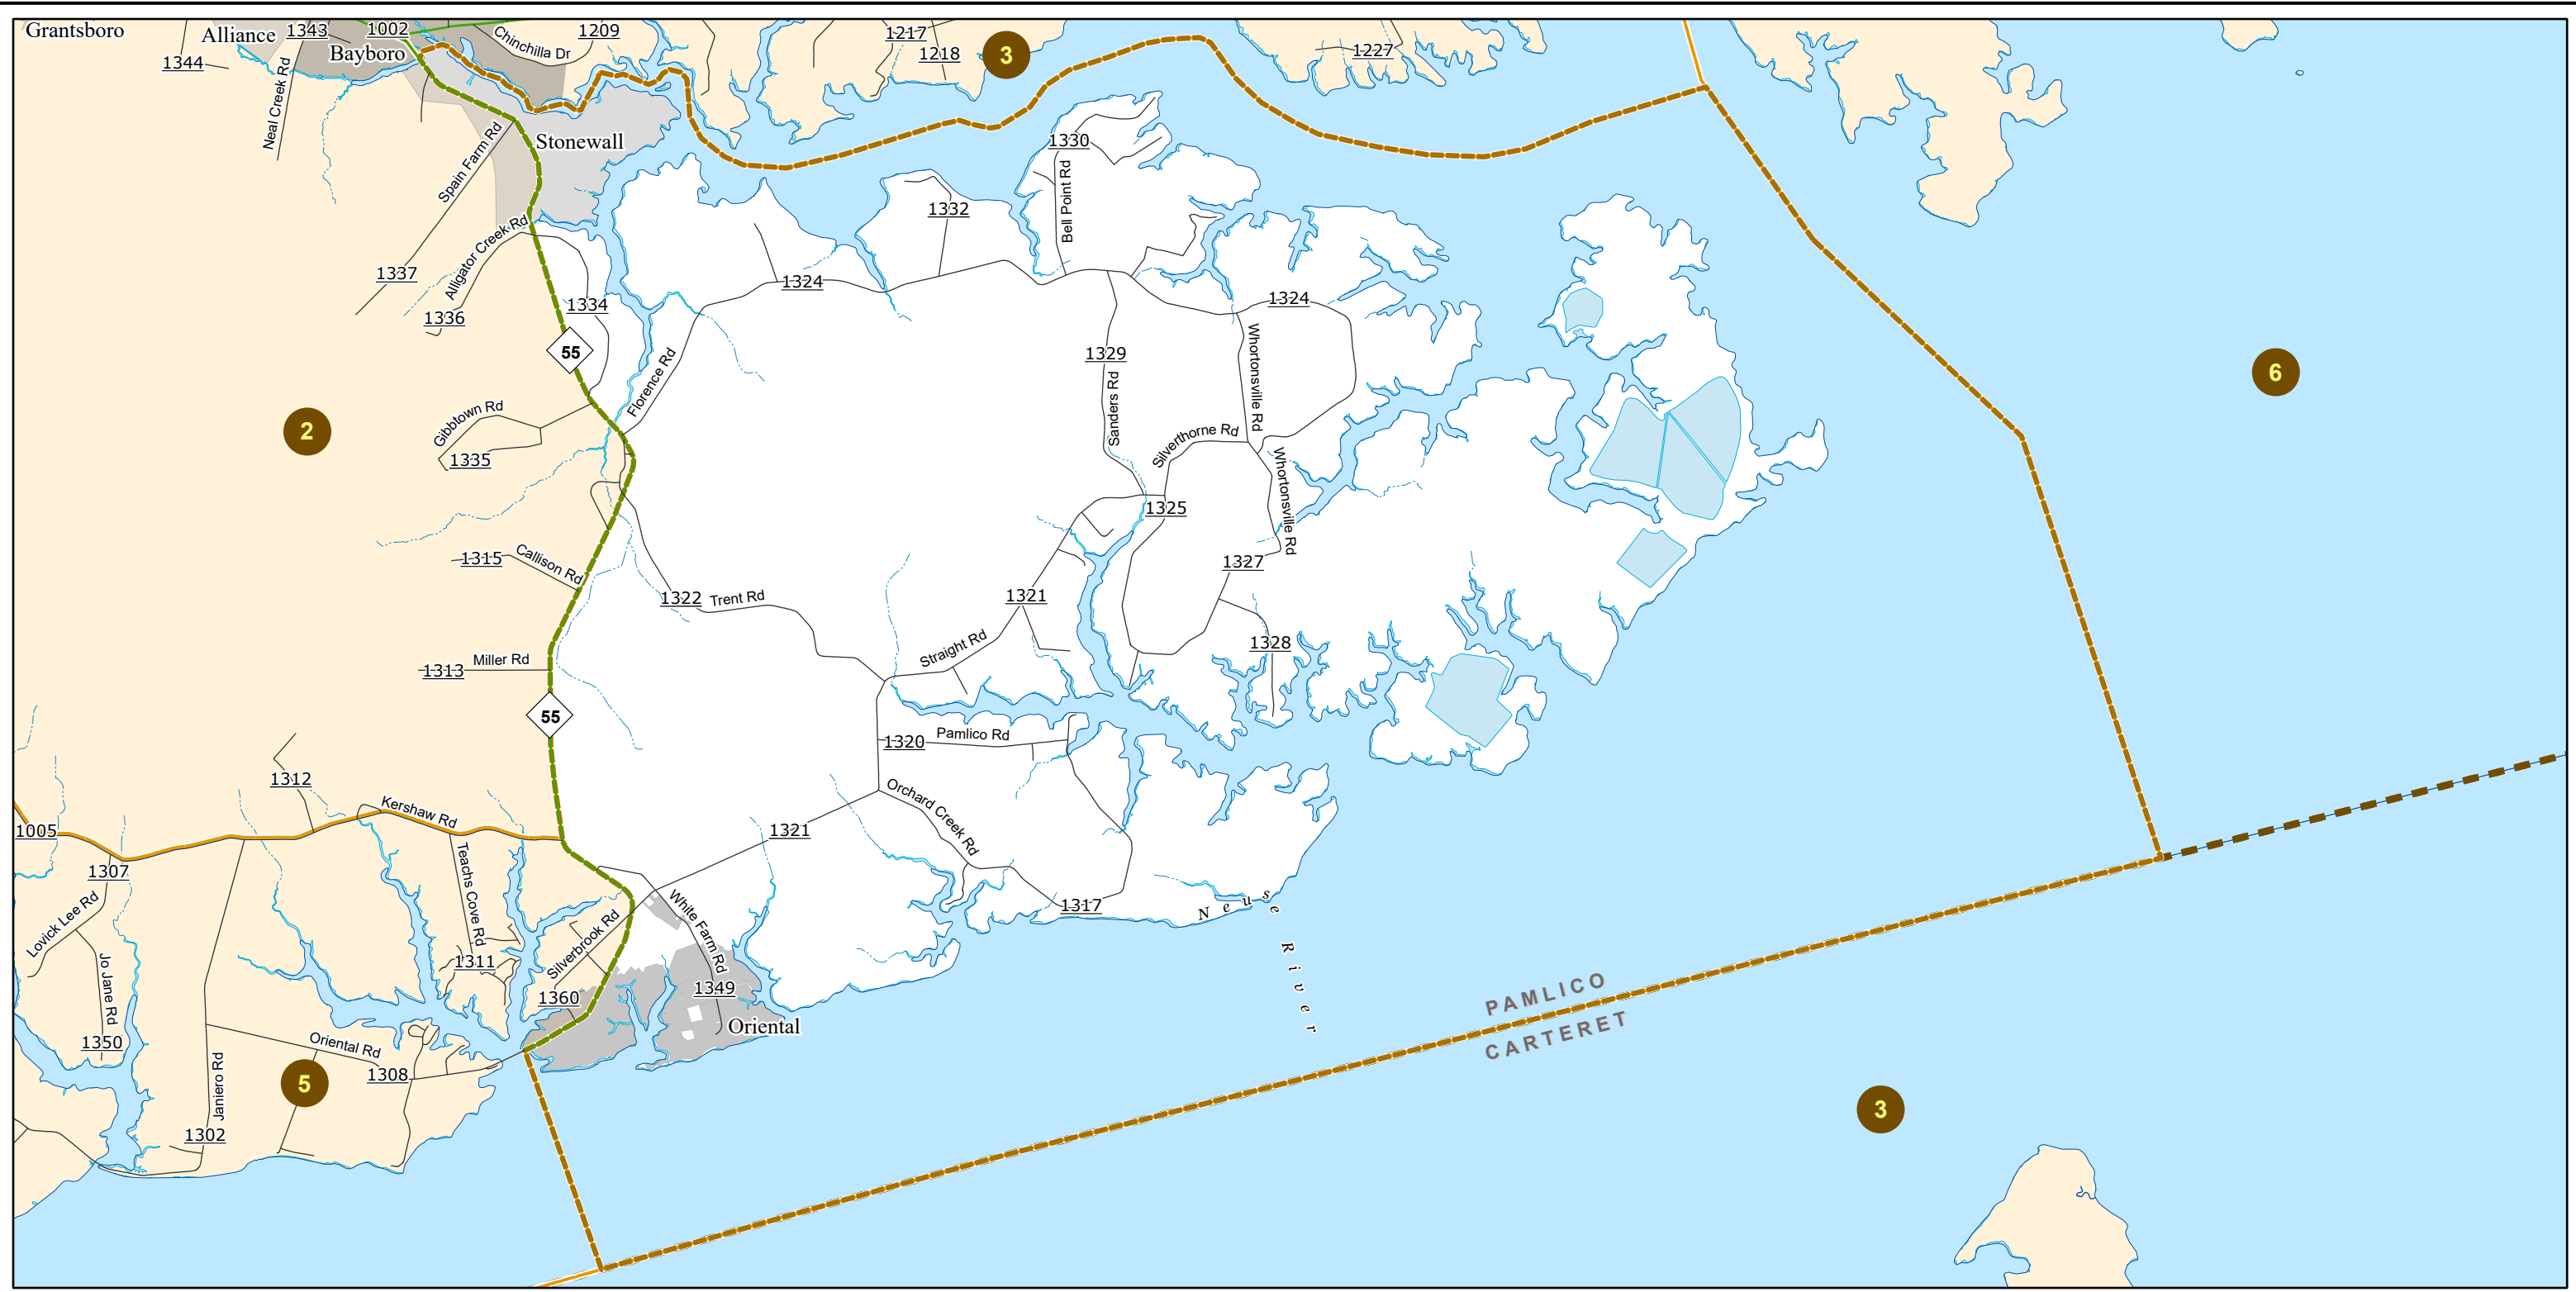 Grantsboro
Alliance
1343
1002
1209
1217
3
1218
1227
1344
Bayboro
Chinchilla Dr
Neal Creek Rd
Stonewall
Spain Farm Rd
1330
Bell Point Rd
1332
Alligator Creek Rd
1337
1336
1334
1324
1324
55
Florence Rd
1329
Sanders Rd
Whortonsville Rd
6
Gibbtown Rd
2
1335
Silverthorne Rd
Whortonsville Rd
1325
1315
Callison Rd
1327
1322
Trent Rd
1321
1328
Straight Rd
1313
Miller Rd
55
1320
Pamlico Rd
1312
Orchard Creek Rd
Kershaw Rd
1005
1321
1307
Teachs Cove Rd
Lovick Lee Rd
White Farm Rd
1317
Neuse River
Silverbrook Rd
Jo Jane Rd
1311
1360
1349
Oriental
PAMLICO
CARTERET
1350
Oriental Rd
1308
5
Janiero Rd
1302
3